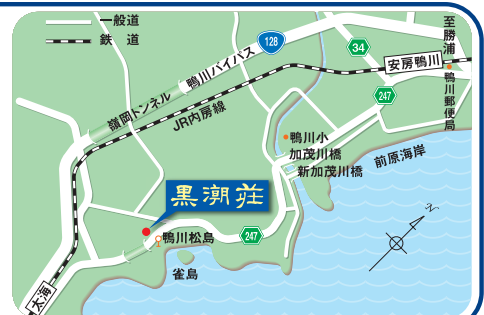 一般道
鉄 道
128
鴨川バイパス
嶺岡トンネル
JR内房線
34
安房鴨川
至勝浦
鴨川郵便局
247
鴨川小
加茂川橋
新加茂川橋
前原海岸
黒潮荘
鴨川松島
247
雀島
太海
N